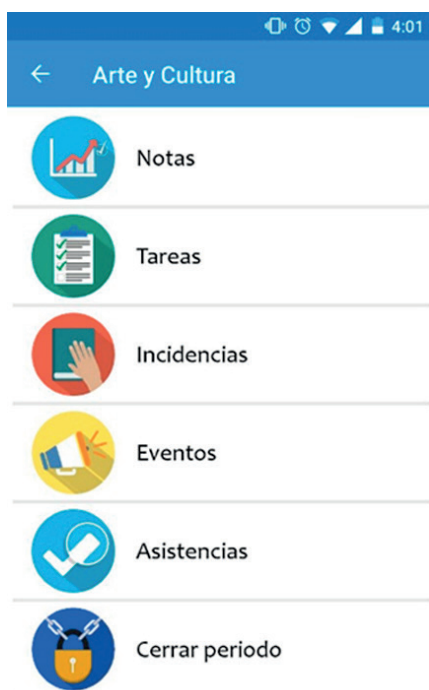 4:01
Arte y Cultura
Notas
Tareas
Incidencias
Eventos
Asistencias
Cerrar periodo